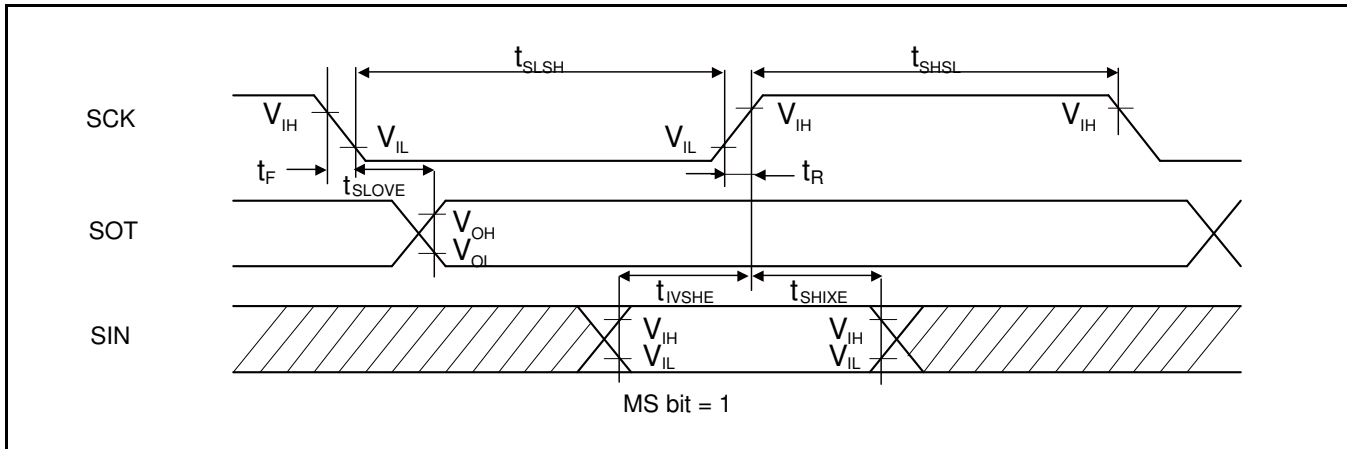 tSLSH
tSHSL
SCK
VIH
VIL
VIL
VIH
VIH
tF
tSLOVE
tR
SOT
VOH
VOL
tIVSHE
tSHIXE
SIN
VIH
VIH
VIL
VIL
MS bit = 1